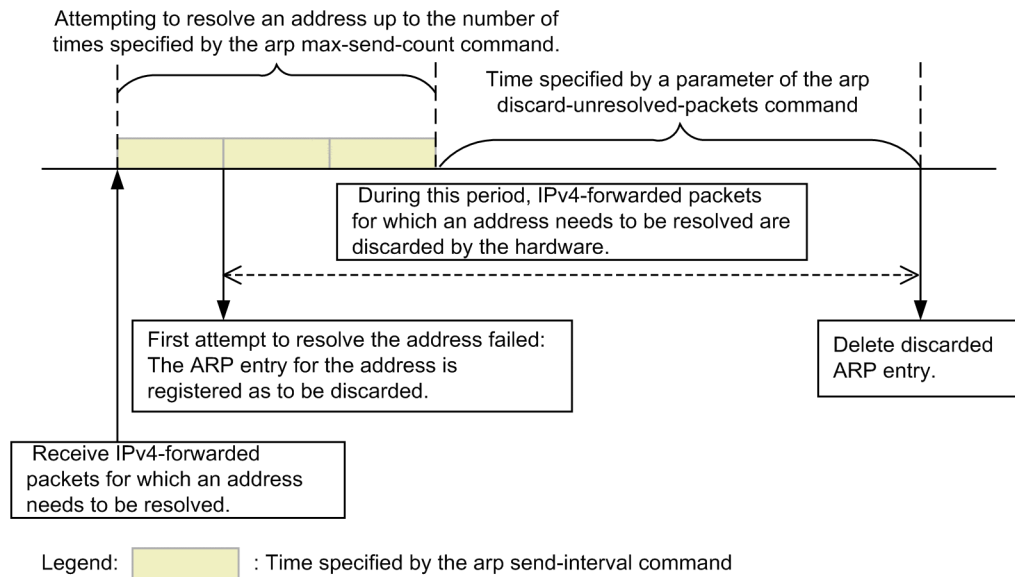 Attempting to resolve an address up to the number of
times specified by the arp max-send-count command.
Time specified by a parameter of the arp
discard-unresolved-packets command
During this period, IPv4-forwarded packets
for which an address needs to be resolved are
discarded by the hardware.
First attempt to resolve the address failed:
The ARP entry for the address is
registered as to be discarded.
Delete discarded
ARP entry.
Receive IPv4-forwarded
packets for which an address
needs to be resolved.
Legend: : Time specified by the arp send-interval command